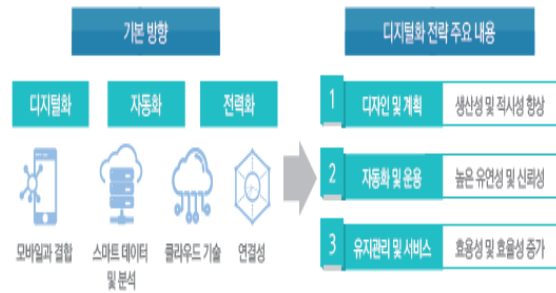 기본 방향
디지털화 자동화 전력화
모바일과 결합 스마트 데이터 및 분석 클라우드 기술 연결성
디지털화 전략 주요 내용
1 디자인 및 계획 생산성 및 적시성 향상
2 자동화 및 운용 높은 유연성 및 신뢰성
3 유지관리 및 서비스 효용성 및 효율성 증가